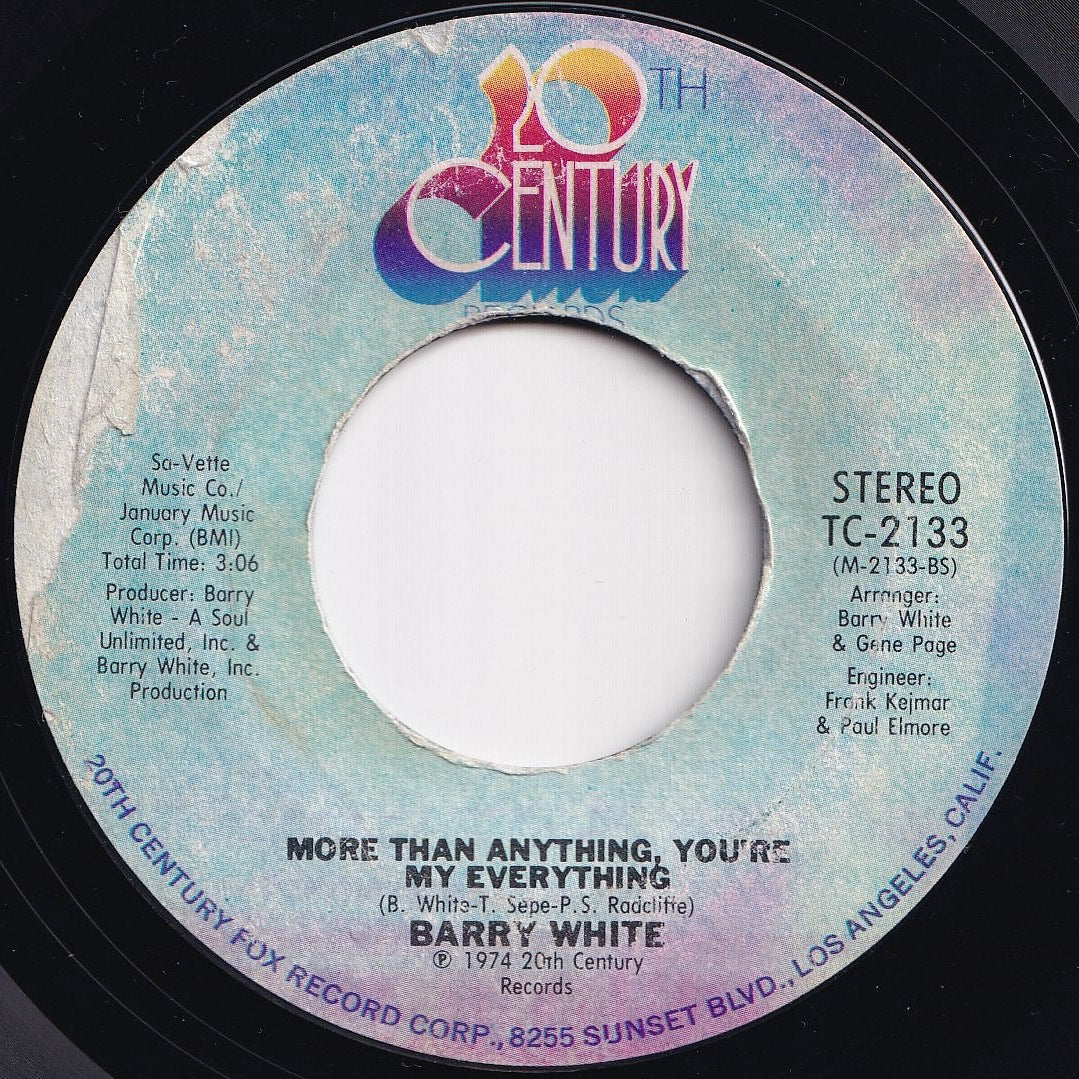 20TH
CENTURY
RECORDS
Sa-Vette
Music Co./
January Music
Corp. (BMI)
Total Time: 3:06
Producer: Barry
White - A Soul
Unlimited, Inc. &
Barry White, Inc.
Production
STEREO
TC-2133
(M-2133-BS)
Arranger:
Barry White
& Gene Page
Engineer:
Frank Kejmar
& Paul Elmore
MORE THAN ANYTHING, YOU'RE
MY EVERYTHING
(B. White-T. Sepe-P.S. Radcliffe)
BARRY WHITE
℗ 1974 20th Century
Records
20TH CENTURY FOX RECORD CORP., 8255 SUNSET BLVD., LOS ANGELES, CALIF.